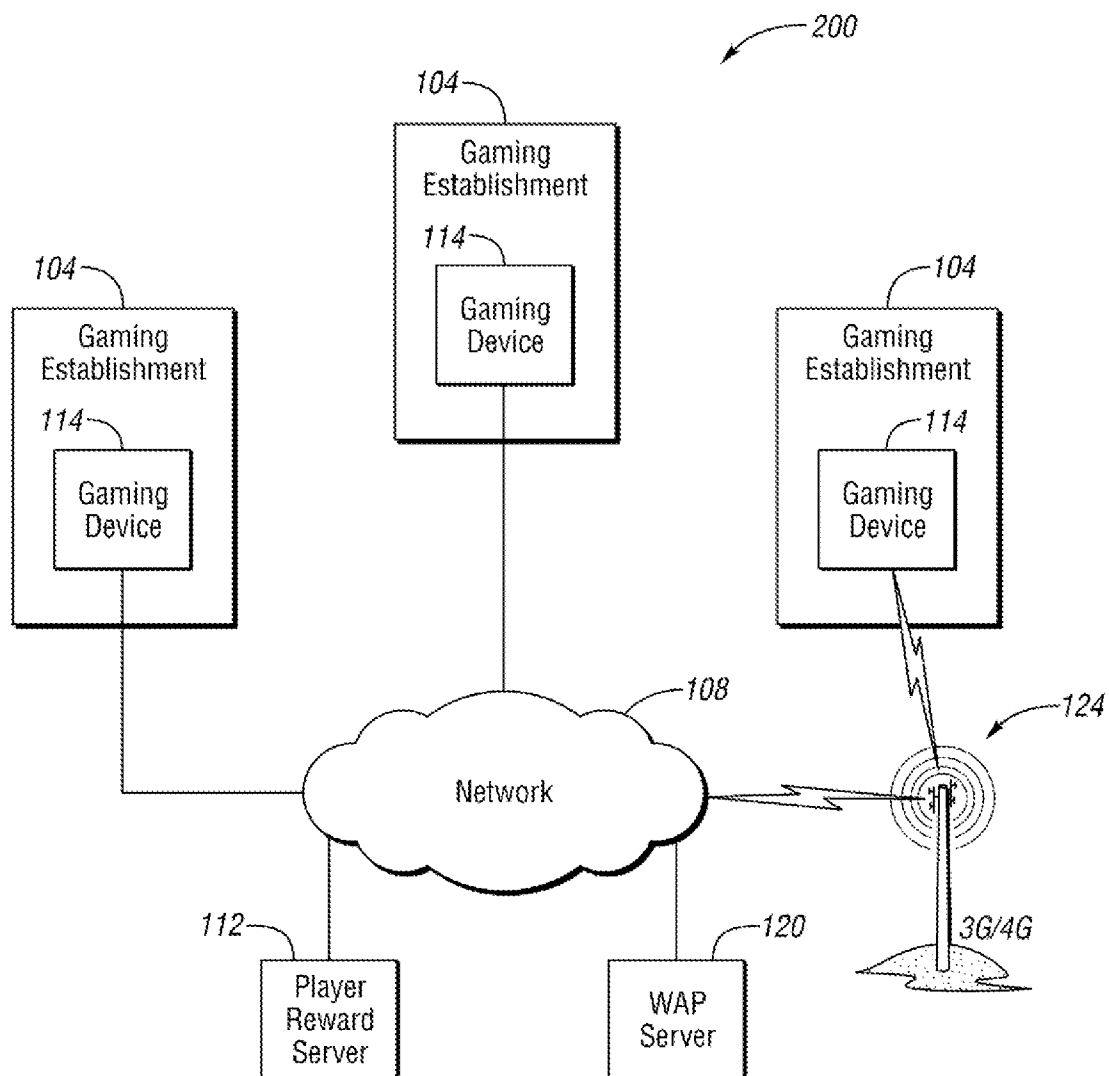 200
104
Gaming
Establishment
114
Gaming
Device
104
Gaming
Establishment
114
Gaming
Device
104
Gaming
Establishment
114
Gaming
Device
108
Network
124
3G/4G
112
Player
Reward
Server
120
WAP
Server